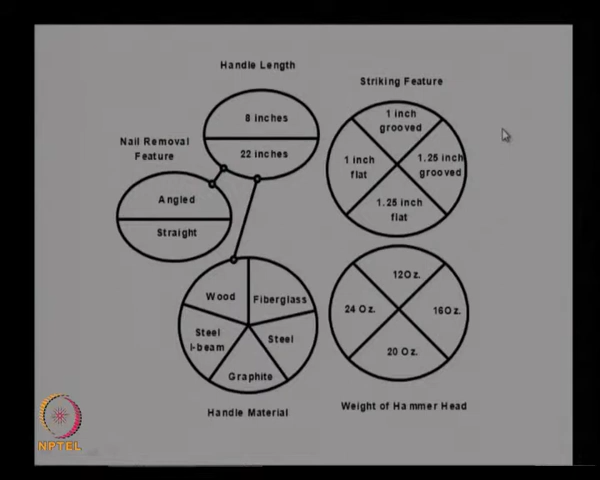 Handle Length
8 inches
22 inches
Striking Feature
1 inch
grooved
1 inch
flat
1.25 inch
grooved
1.25 inch
flat
Nail Removal
Feature
Angled
Straight
Wood
Fiberglass
Steel
I-beam
Steel
Graphite
Handle Material
12Oz.
24 Oz.
16Oz.
20 Oz.
Weight of Hammer Head
NPTEL